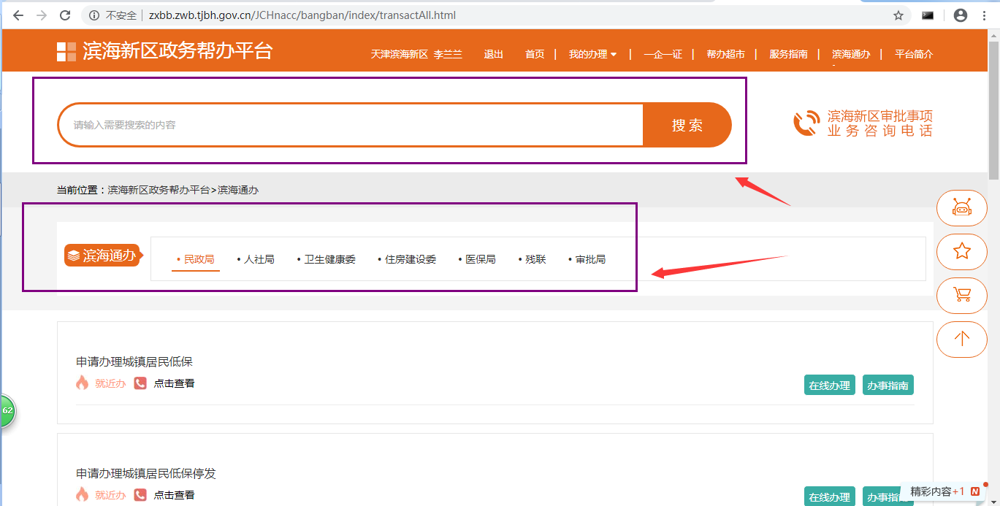 不安全 zxbb.zwb.tjbh.gov.cn/JCHnacc/bangban/index/transactAll.html
滨海新区政务帮办平台 天津滨海新区 李兰兰 退出 首页 | 我的办理 | 一企一证 | 帮办超市 | 服务指南 | 滨海通办 | 平台简介
请输入需要搜索的内容 搜 索
滨海新区审批事项
业 务 咨 询 电 话
当前位置：滨海新区政务帮办平台>滨海通办
滨海通办 • 民政局 • 人社局 • 卫生健康委 • 住房建设委 • 医保局 • 残联 • 审批局
申请办理城镇居民低保
就近办 点击查看 在线办理 办事指南
62
申请办理城镇居民低保停发
就近办 点击查看 在线办理 办事指
精彩内容+1 N